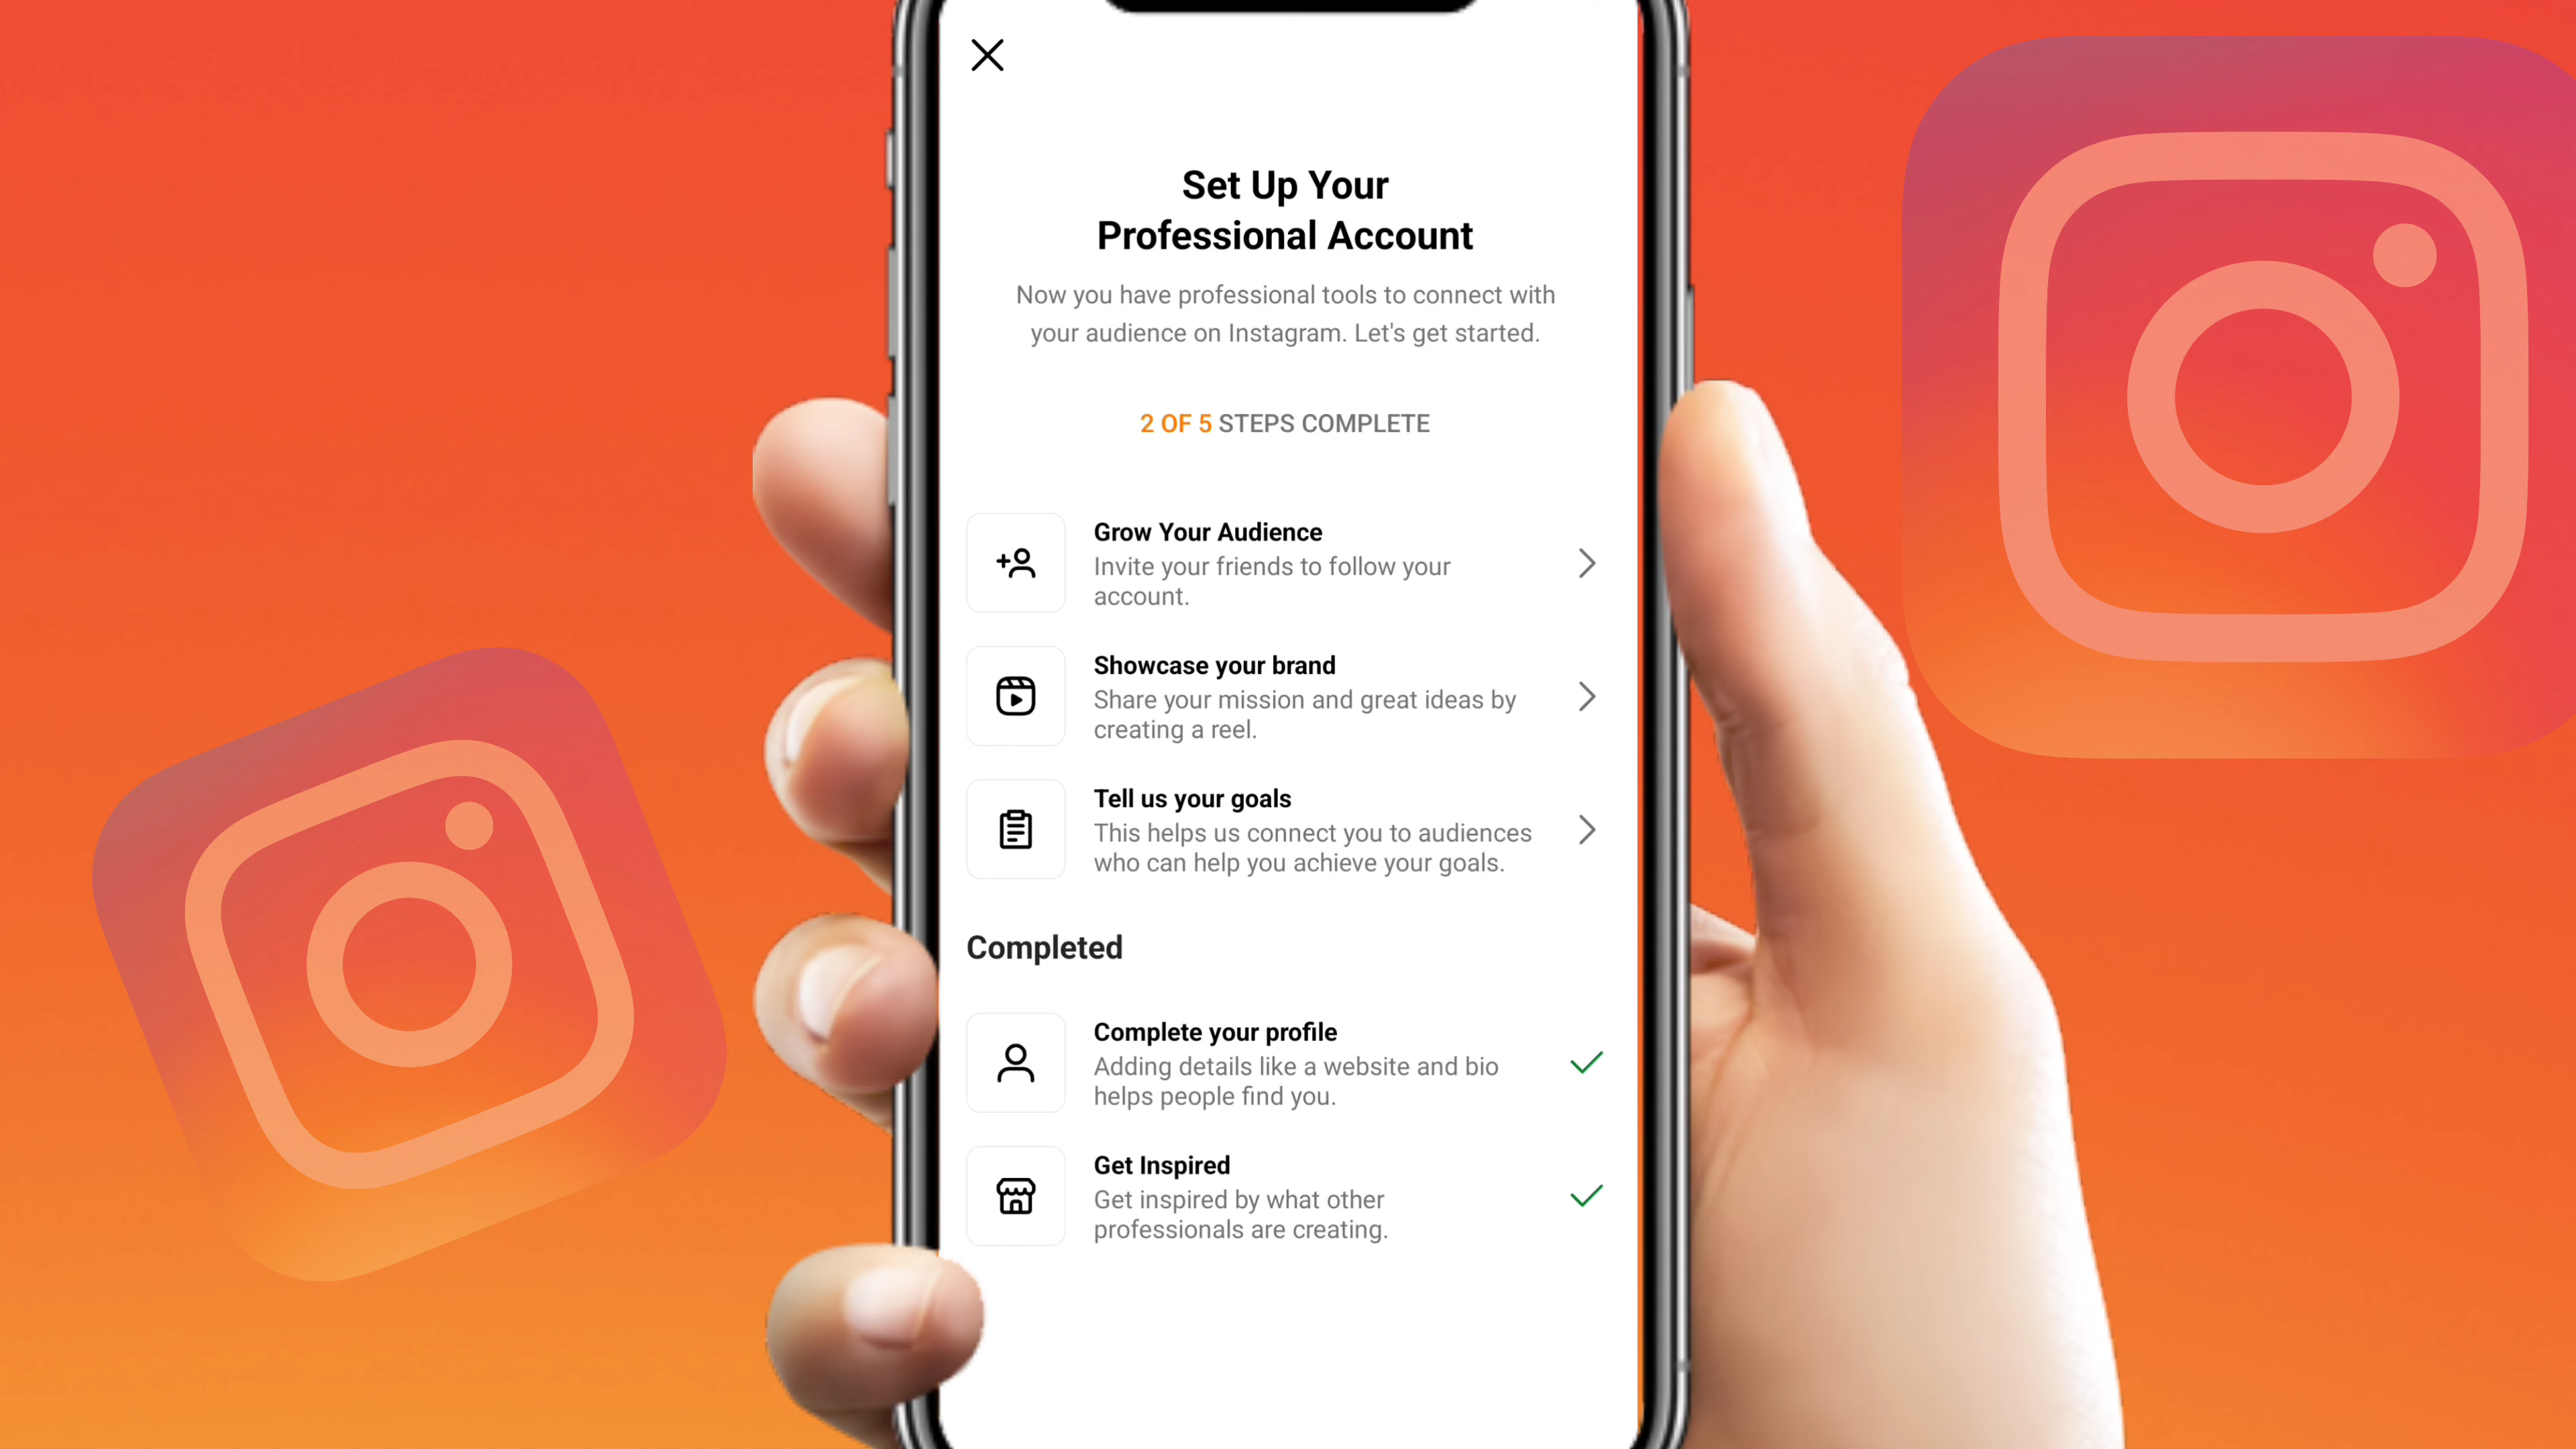 Set Up Your
Professional Account
Now you have professional tools to connect with
your audience on Instagram. Let's get started.
2 OF 5 STEPS COMPLETE
Grow Your Audience
Invite your friends to follow your
account.
Showcase your brand
Share your mission and great ideas by
creating a reel.
Tell us your goals
This helps us connect you to audiences
who can help you achieve your goals.
Completed
Complete your profile
Adding details like a website and bio
helps people find you.
Get Inspired
Get inspired by what other
professionals are creating.